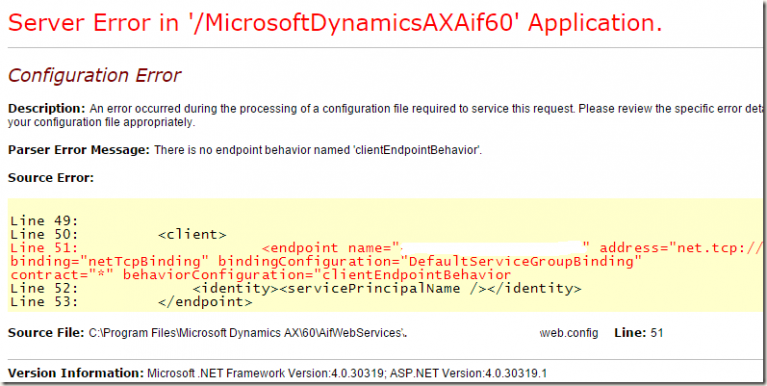 Server Error in '/MicrosoftDynamicsAXAif60' Application.
Configuration Error
Description: An error occurred during the processing of a configuration file required to service this request. Please review the specific error deta
your configuration file appropriately.
Parser Error Message: There is no endpoint behavior named 'clientEndpointBehavior'.
Source Error:
Line 49:
Line 50: <client>
Line 51: <endpoint name=" " address="net.tcp://
binding="netTcpBinding" bindingConfiguration="DefaultServiceGroupBinding"
contract="*" behaviorConfiguration="clientEndpointBehavior
Line 52: <identity><servicePrincipalName /></identity>
Line 53: </endpoint>
Source File: C:\Program Files\Microsoft Dynamics AX\60\AifWebServices\ \web.config Line: 51
Version Information: Microsoft .NET Framework Version:4.0.30319; ASP.NET Version:4.0.30319.1